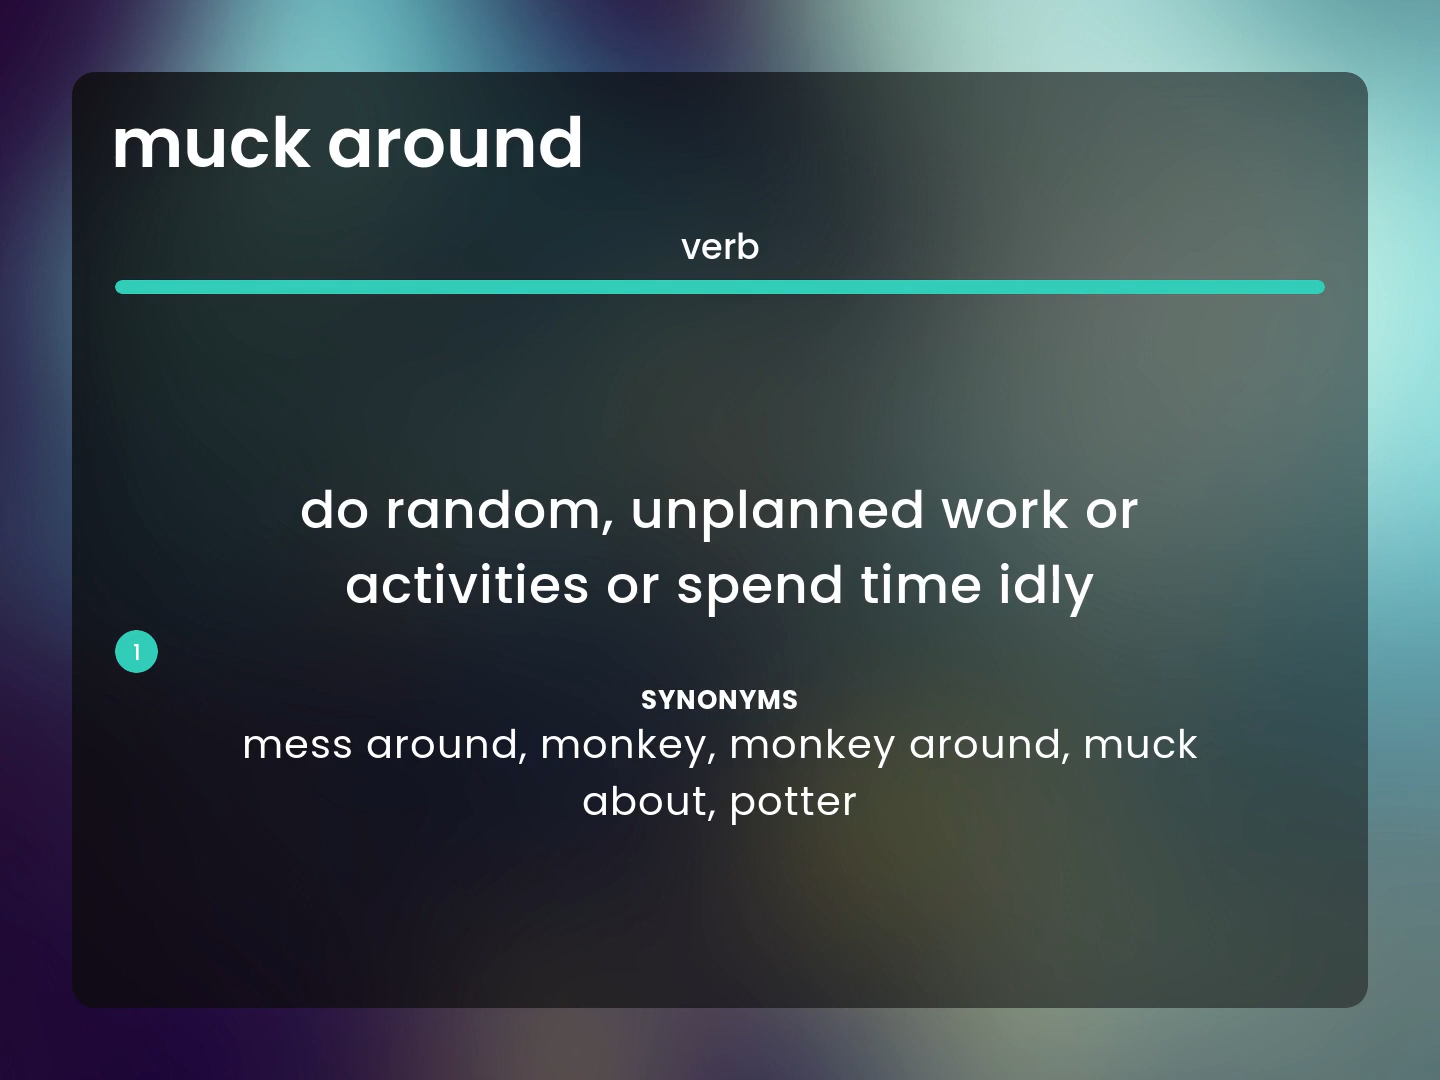 muck around
verb
do random, unplanned work or
activities or spend time idly
1
SYNONYMS
mess around, monkey, monkey around, muck
about, potter